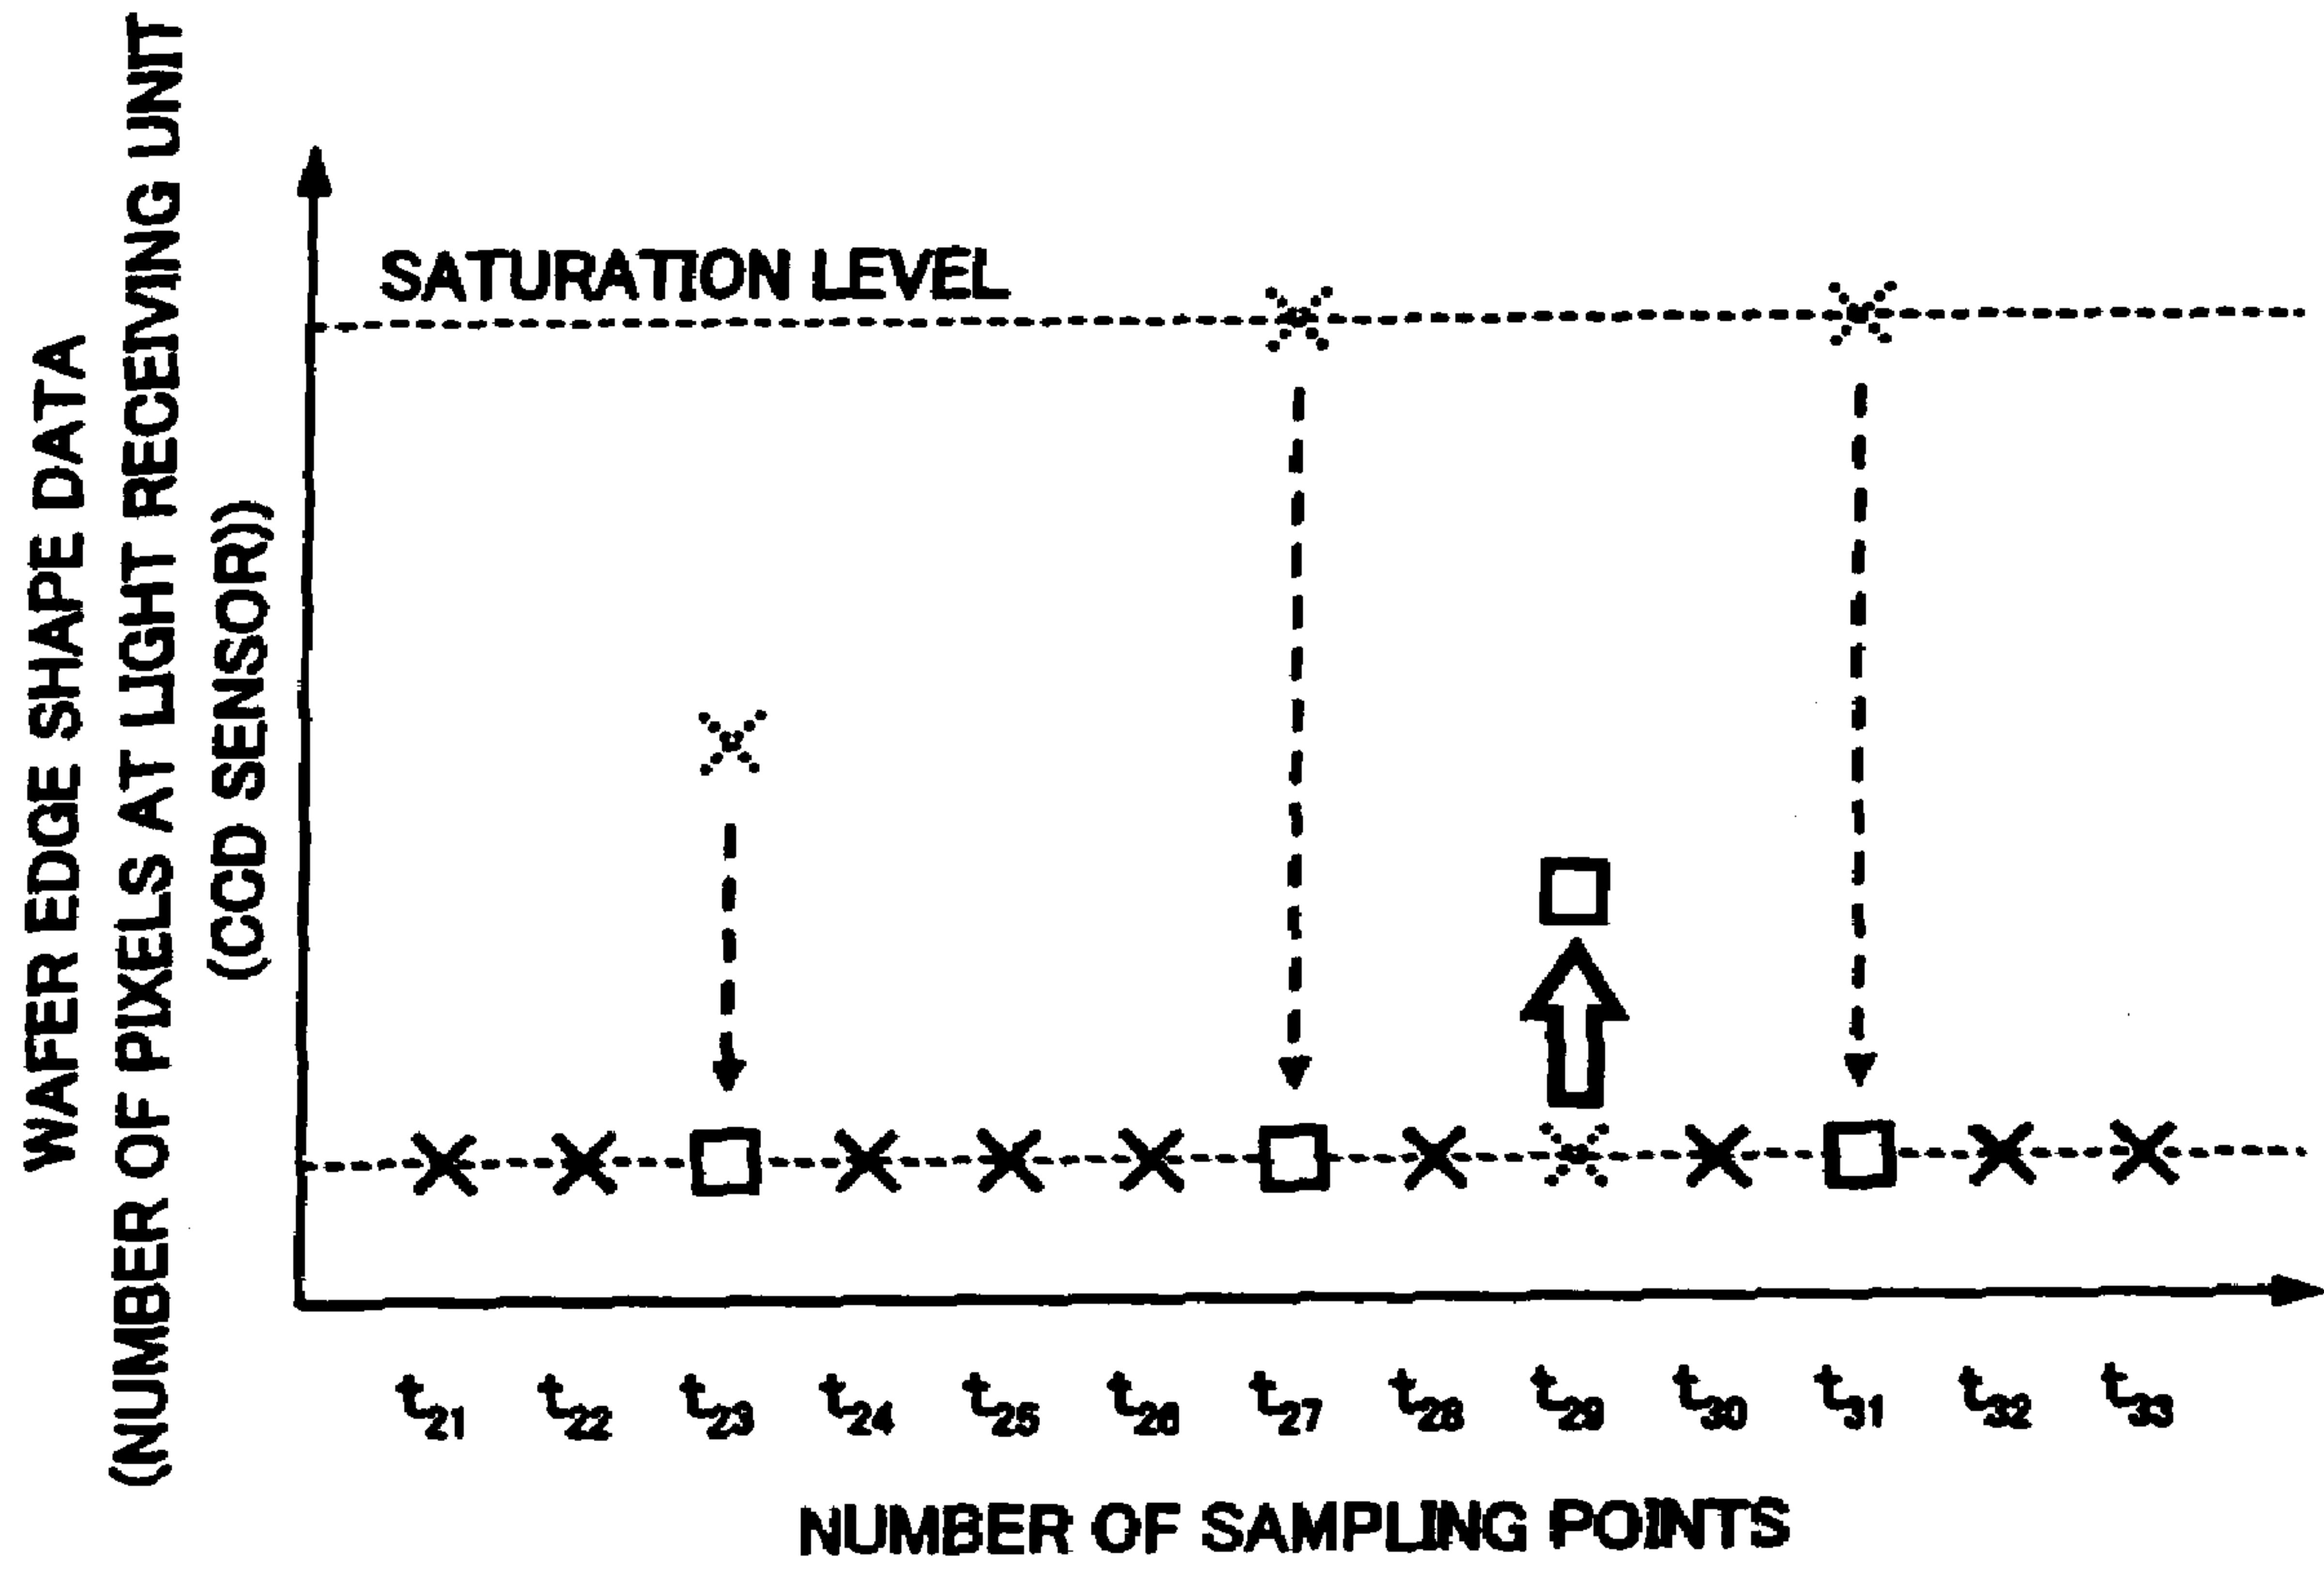 WAFER EDGE SHAPE DATA
(NUMBER OF PIXELS AT LIGHT RECEIVING UNIT
(CCD SENSOR))
SATURATION LEVEL
t21 t22 t23 t24 t25 t26 t27 t28 t29 t30 t31 t32 t33
NUMBER OF SAMPLING POINTS